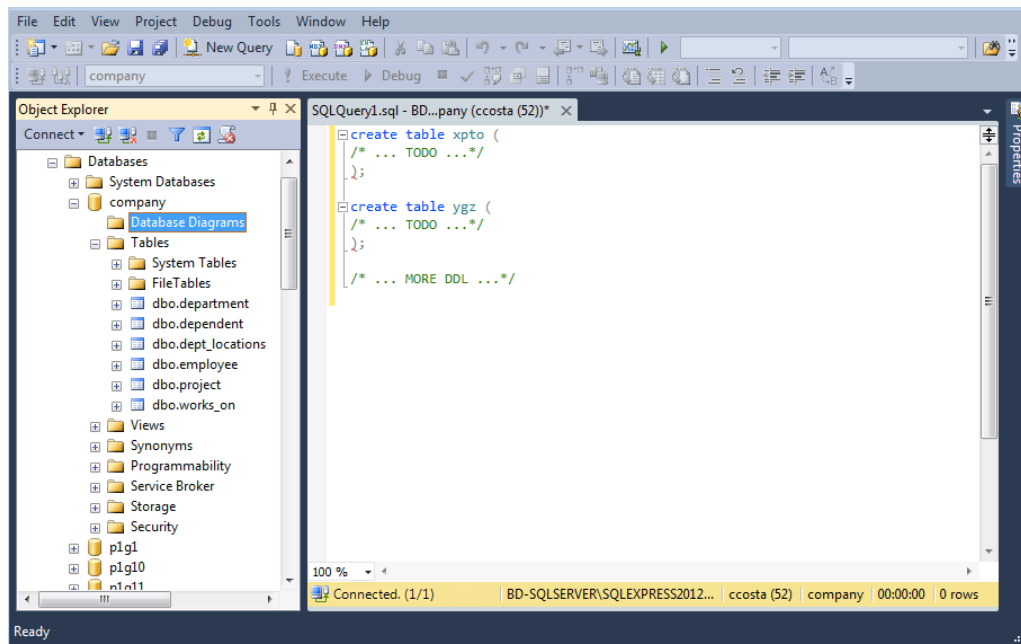 File Edit View Project Debug Tools Window Help
New Query
company Execute Debug
Object Explorer
Connect
Databases
System Databases
company
Database Diagrams
Tables
System Tables
FileTables
dbo.department
dbo.dependent
dbo.dept_locations
dbo.employee
dbo.project
dbo.works_on
Views
Synonyms
Programmability
Service Broker
Storage
Security
p1g1
p1g10
p1g11
SQLQuery1.sql - BD...pany (ccosta (52))*
create table xpto (
/* ... TODO ...*/
);
create table ygz (
/* ... TODO ...*/
);
/* ... MORE DDL ...*/
100 %
Connected. (1/1) BD-SQLSERVER\SQLEXPRESS2012... ccosta (52) company 00:00:00 0 rows
Properties
Ready